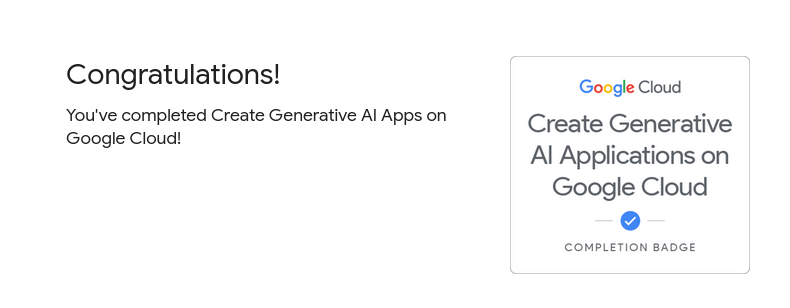 Congratulations!
You've completed Create Generative AI Apps on
Google Cloud!
Google Cloud
Create Generative
AI Applications on
Google Cloud
COMPLETION BADGE